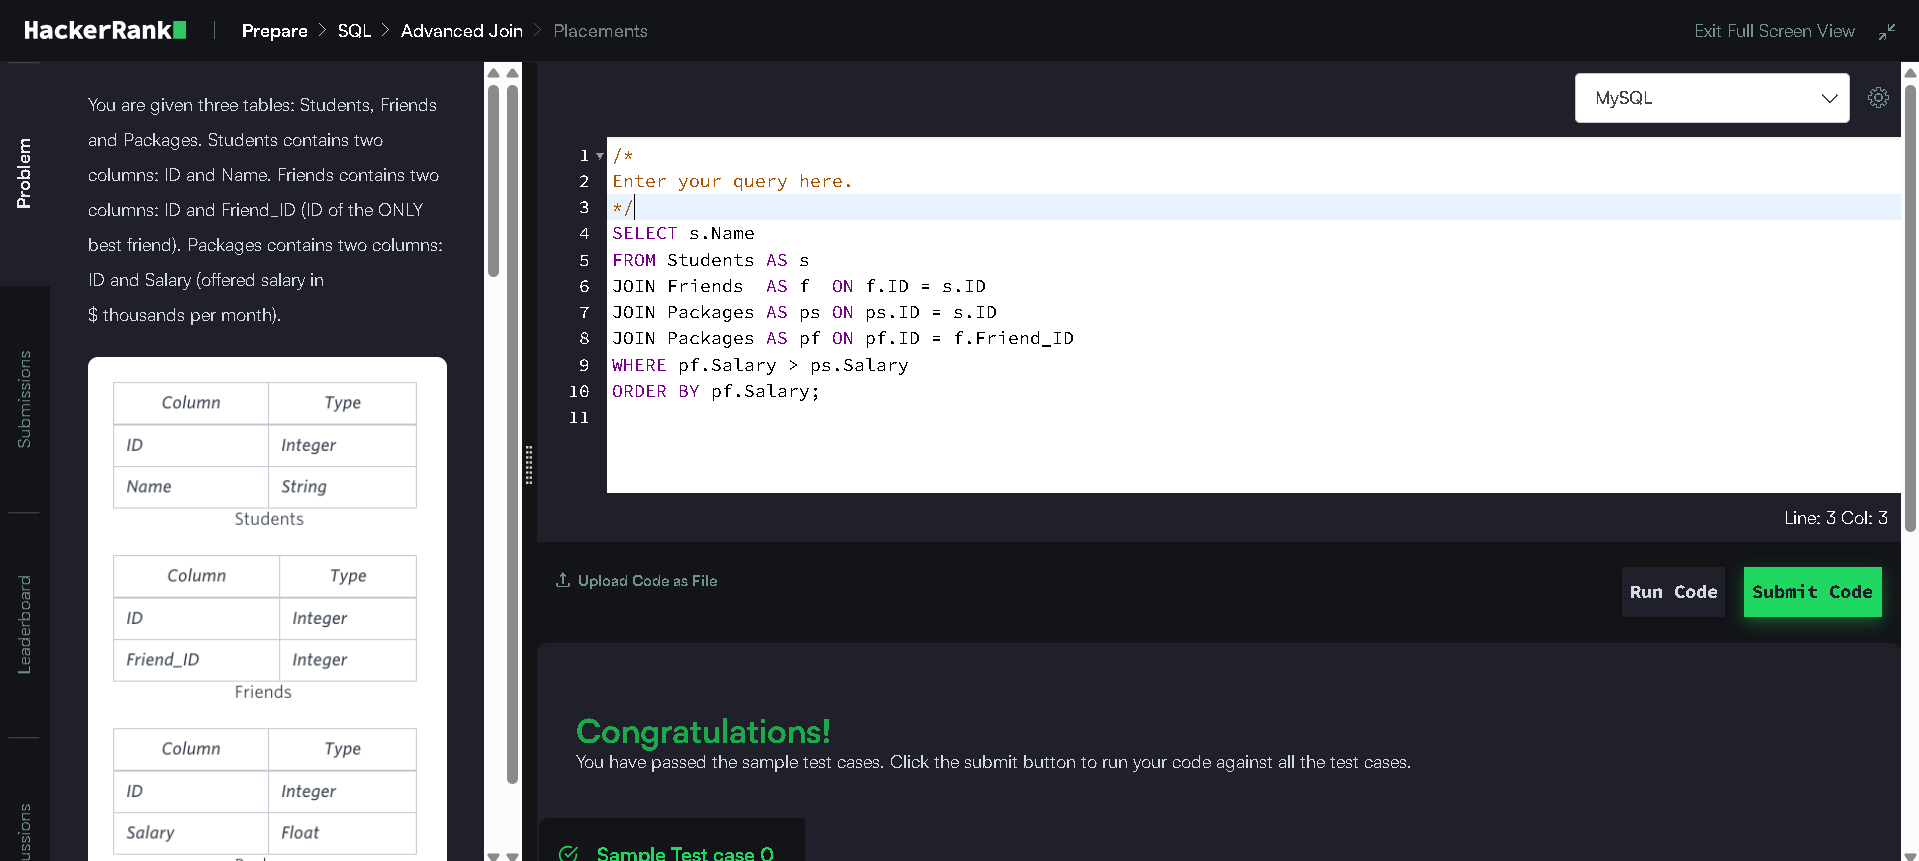 HackerRank
Prepare > SQL > Advanced Join > Placements
Exit Full Screen View
Problem
Submissions
Leaderboard
You are given three tables: Students, Friends
and Packages. Students contains two
columns: ID and Name. Friends contains two
columns: ID and Friend_ID (ID of the ONLY
best friend). Packages contains two columns:
ID and Salary (offered salary in
$ thousands per month).
Column Type
ID Integer
Name String
Students
Column Type
ID Integer
Friend_ID Integer
Friends
Column Type
ID Integer
Salary Float
MySQL
1 /*
2 Enter your query here.
3 */
4 SELECT s.Name
5 FROM Students AS s
6 JOIN Friends  AS f  ON f.ID = s.ID
7 JOIN Packages AS ps ON ps.ID = s.ID
8 JOIN Packages AS pf ON pf.ID = f.Friend_ID
9 WHERE pf.Salary > ps.Salary
10 ORDER BY pf.Salary;
11
Line: 3 Col: 3
Upload Code as File
Run Code
Submit Code
Congratulations!
You have passed the sample test cases. Click the submit button to run your code against all the test cases.
Sample Test case 0